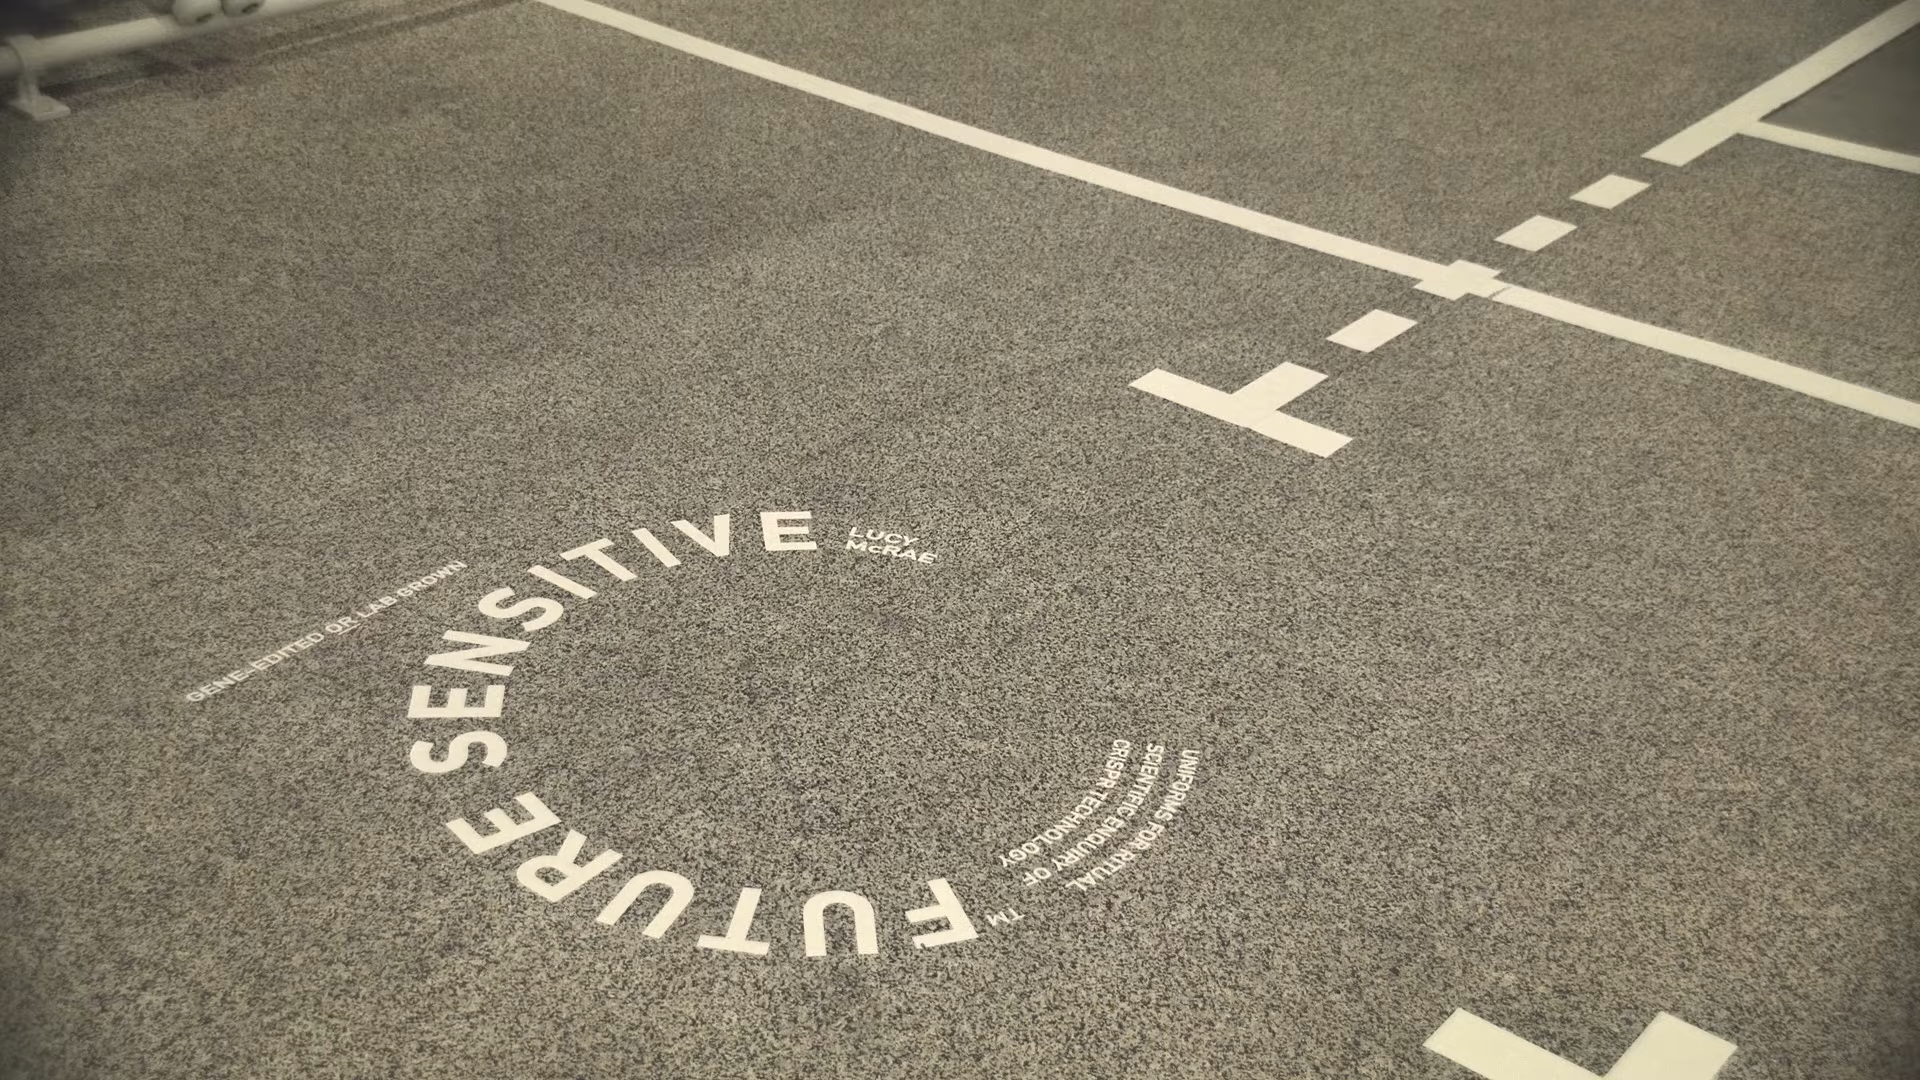 FUTURE SENSITIVE
LUCY
McRAE
GENE-EDITED OR LAB GROWN
UNIFORMS FOR RITUAL
SCIENTIFIC ENQUIRY OF
CRISPR TECHNOLOGY
TM